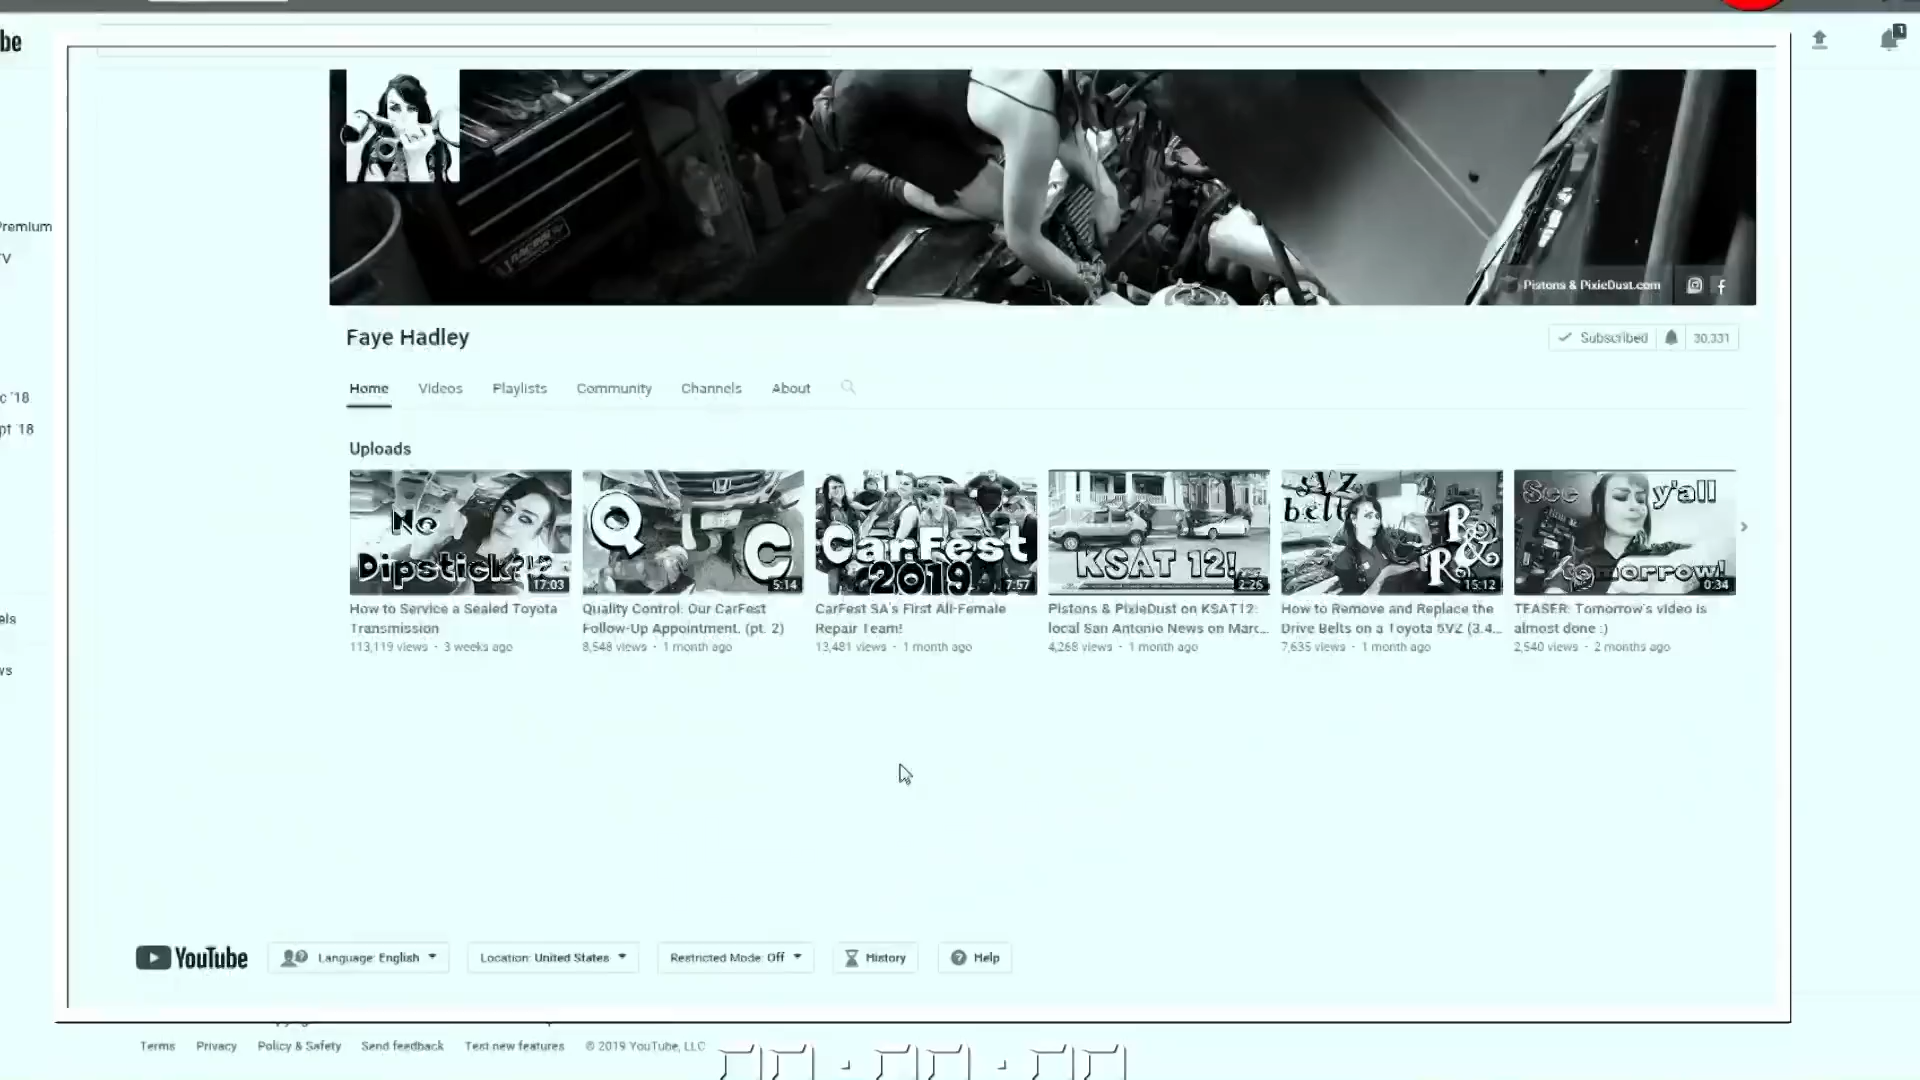 be
Premium
TV
c '18
pt '18
els
ws
Pistons & PixieDust.com
Faye Hadley
Subscribed 30,331
Home Videos Playlists Community Channels About
Uploads
No
Dipstick?!?
17:03
Q C
5:14
CarFest
2019
7:57
KSAT 12!
2:26
5VZ
belt
R&R
15:12
See y'all
tomorrow!
0:34
How to Service a Sealed Toyota
Transmission
113,119 views · 3 weeks ago
Quality Control: Our CarFest
Follow-Up Appointment. (pt. 2)
8,548 views · 1 month ago
CarFest SA's First All-Female
Repair Team!
13,481 views · 1 month ago
Pistons & PixieDust on KSAT12:
local San Antonio News on Marc...
4,268 views · 1 month ago
How to Remove and Replace the
Drive Belts on a Toyota 5VZ (3.4...
7,635 views · 1 month ago
TEASER: Tomorrow's video is
almost done :)
2,540 views · 2 months ago
YouTube
Language: English
Location: United States
Restricted Mode: Off
History
Help
Terms Privacy Policy & Safety Send feedback Test new features © 2019 YouTube, LLC